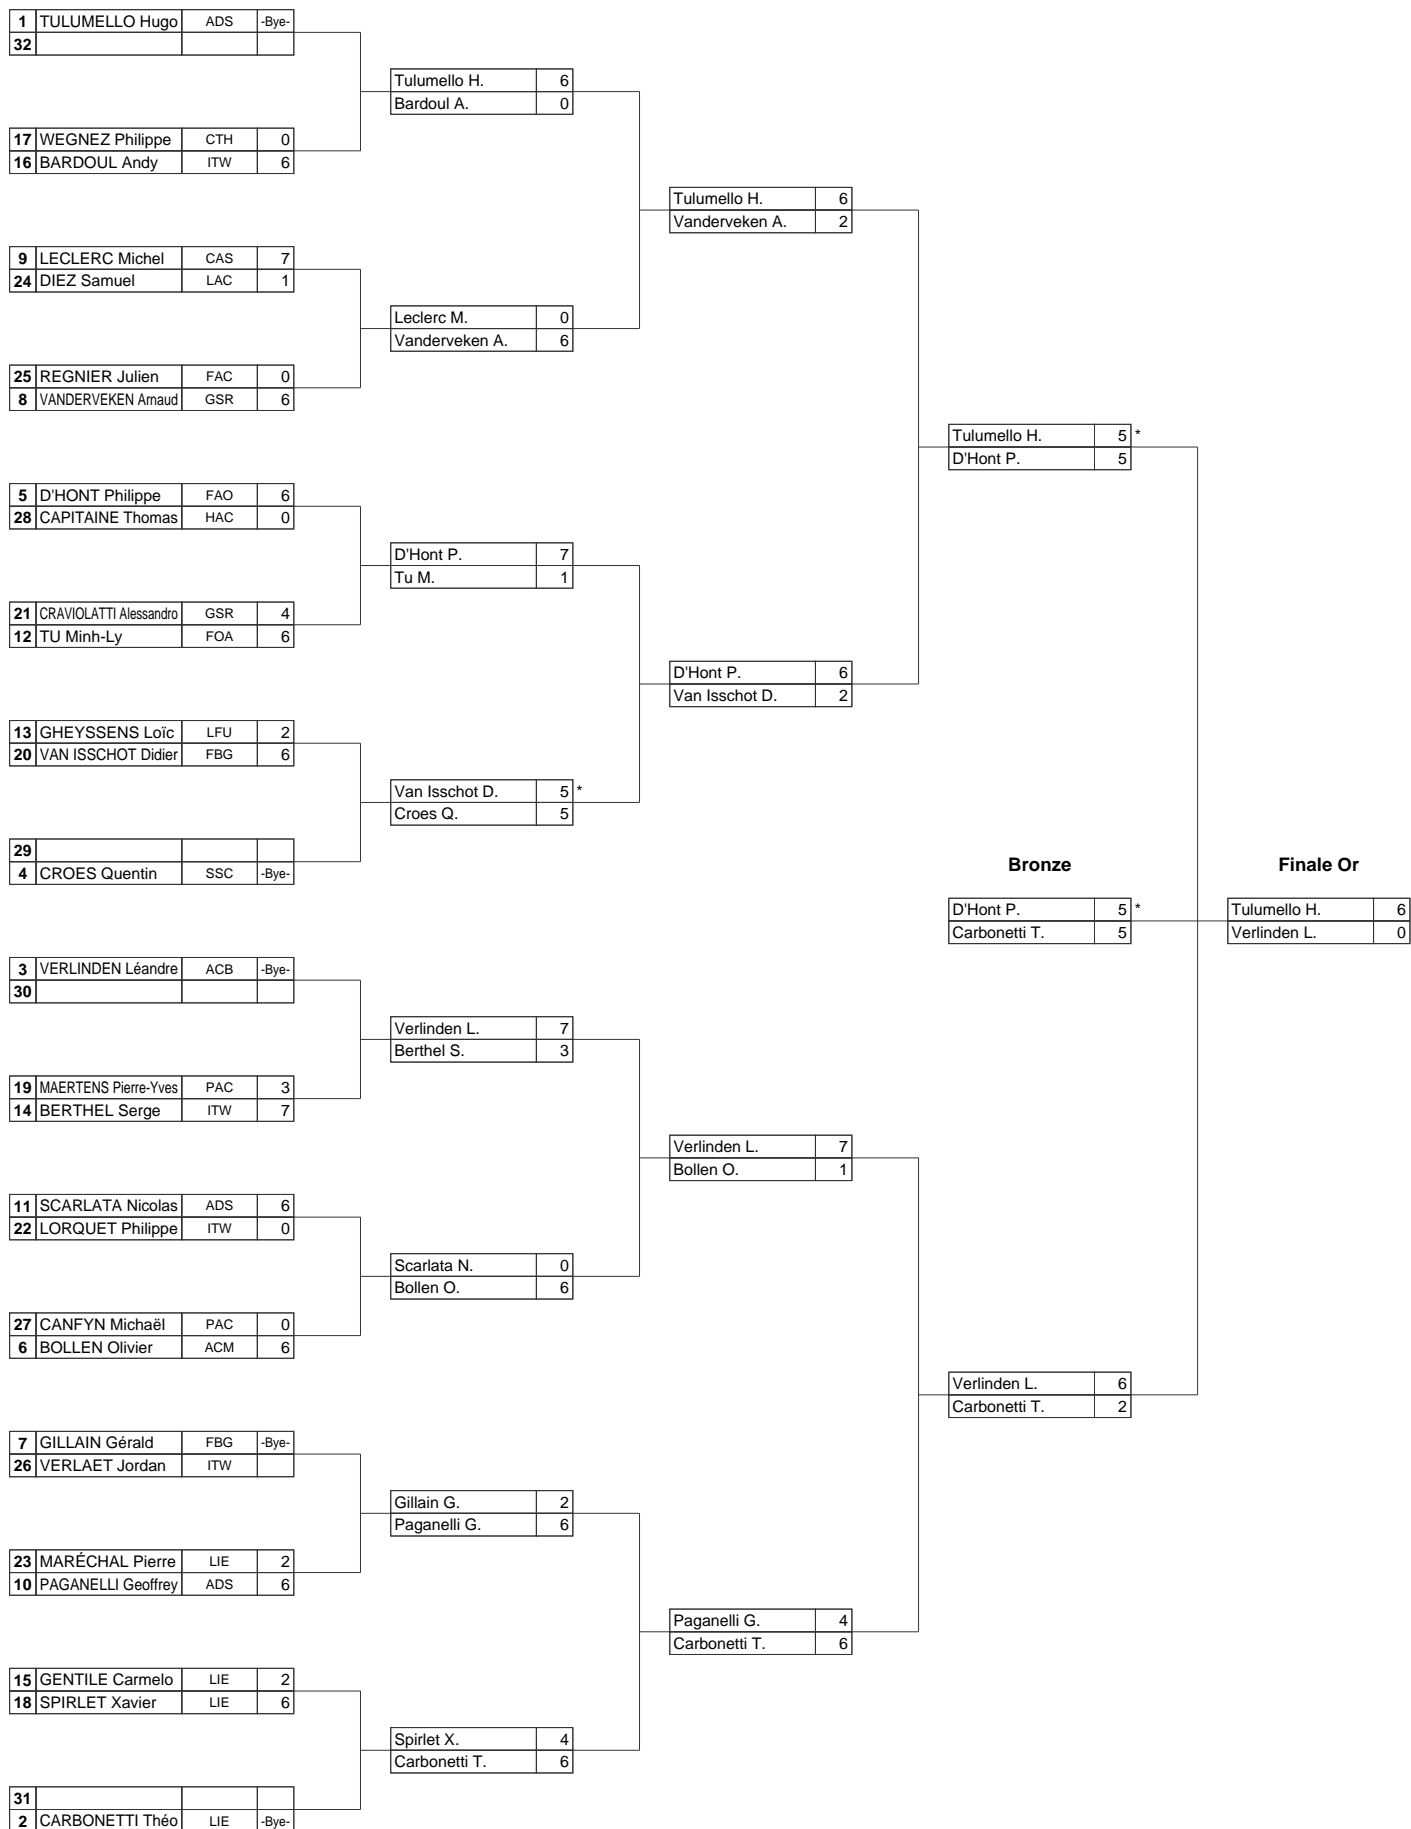 1 TULUMELLO Hugo ADS -Bye-
32
Tulumello H. 6
Bardoul A. 0
17 WEGNEZ Philippe CTH 0
16 BARDOUL Andy ITW 6
Tulumello H. 6
Vanderveken A. 2
9 LECLERC Michel CAS 7
24 DIEZ Samuel LAC 1
Leclerc M. 0
Vanderveken A. 6
25 REGNIER Julien FAC 0
8 VANDERVEKEN Arnaud GSR 6
Tulumello H. 5 *
D'Hont P. 5
5 D'HONT Philippe FAO 6
28 CAPITAINE Thomas HAC 0
D'Hont P. 7
Tu M. 1
21 CRAVIOLATTI Alessandro GSR 4
12 TU Minh-Ly FOA 6
D'Hont P. 6
Van Isschot D. 2
13 GHEYSSENS Loïc LFU 2
20 VAN ISSCHOT Didier FBG 6
Van Isschot D. 5 *
Croes Q. 5
29
4 CROES Quentin SSC -Bye-
Bronze Finale Or
D'Hont P. 5 * Tulumello H. 6
Carbonetti T. 5 Verlinden L. 0
3 VERLINDEN Léandre ACB -Bye-
30
Verlinden L. 7
Berthel S. 3
19 MAERTENS Pierre-Yves PAC 3
14 BERTHEL Serge ITW 7
Verlinden L. 7
Bollen O. 1
11 SCARLATA Nicolas ADS 6
22 LORQUET Philippe ITW 0
Scarlata N. 0
Bollen O. 6
27 CANFYN Michaël PAC 0
6 BOLLEN Olivier ACM 6
Verlinden L. 6
Carbonetti T. 2
7 GILLAIN Gérald FBG -Bye-
26 VERLAET Jordan ITW
Gillain G. 2
Paganelli G. 6
23 MARÉCHAL Pierre LIE 2
10 PAGANELLI Geoffrey ADS 6
Paganelli G. 4
Carbonetti T. 6
15 GENTILE Carmelo LIE 2
18 SPIRLET Xavier LIE 6
Spirlet X. 4
Carbonetti T. 6
31
2 CARBONETTI Théo LIE -Bye-